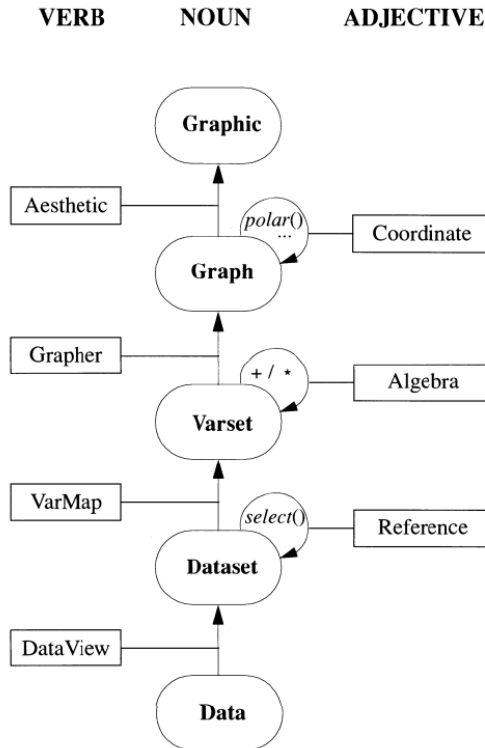 VERB NOUN ADJECTIVE
Graphic
Aesthetic
polar()
...
Coordinate
Graph
Grapher
+ / *
Algebra
Varset
VarMap
select()
Reference
Dataset
DataView
Data